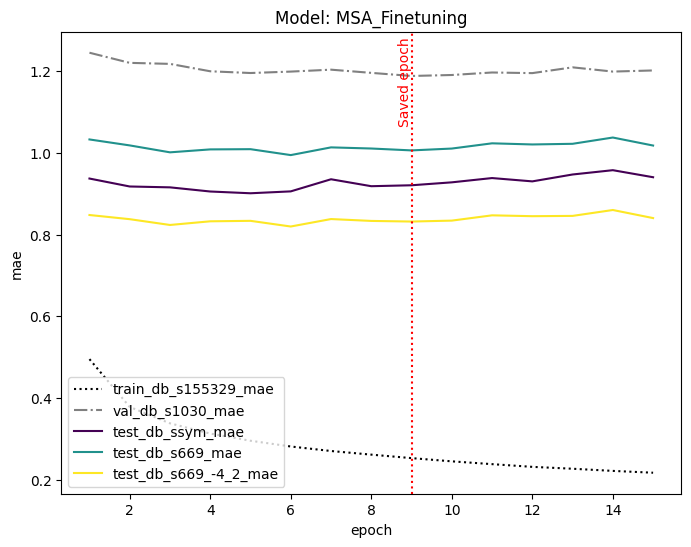 Model: MSA_Finetuning
Saved epoch
mae
1.2
1.0
0.8
0.6
0.4
0.2
train_db_s155329_mae
val_db_s1030_mae
test_db_ssym_mae
test_db_s669_mae
test_db_s669_-4_2_mae
2 4 6 8 10 12 14
epoch